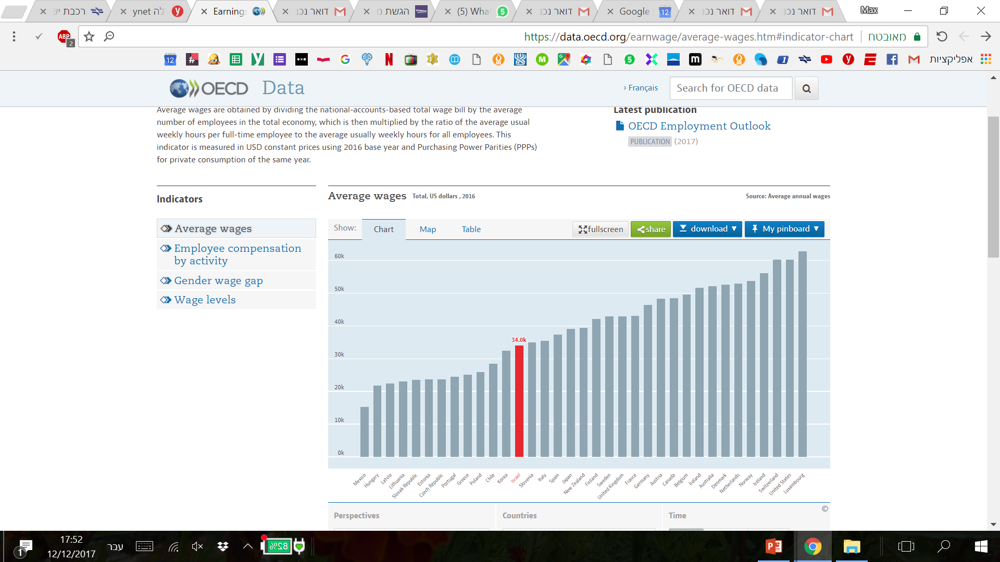 רכבת יש
ynet לה
Earning
דואר נכנ
הגשת מ
(5) Wha
דואר נכנ
Google
דואר נכנ
דואר נכנ
Max
ABP
2
https://data.oecd.org/earnwage/average-wages.htm#indicator-chart
מאובטח
אפליקציות
OECD Data
› Français
Search for OECD data
Average wages are obtained by dividing the national-accounts-based total wage bill by the average
number of employees in the total economy, which is then multiplied by the ratio of the average usual
weekly hours per full-time employee to the average usually weekly hours for all employees. This
indicator is measured in USD constant prices using 2016 base year and Purchasing Power Parities (PPPs)
for private consumption of the same year.
Latest publication
OECD Employment Outlook
PUBLICATION (2017)
Indicators
Average wages
Employee compensation
by activity
Gender wage gap
Wage levels
Average wages Total, US dollars , 2016
Source: Average annual wages
Show:
Chart
Map
Table
fullscreen
share
download ▼
My pinboard ▼
60k
50k
40k
30k
20k
10k
0k
34.0k
Mexico
Hungary
Latvia
Lithuania
Slovak Republic
Estonia
Czech Republic
Portugal
Greece
Poland
Chile
Korea
Israel
Slovenia
Italy
Spain
Japan
New Zealand
Finland
Sweden
United Kingdom
France
Germany
Austria
Canada
Belgium
Ireland
Australia
Denmark
Netherlands
Norway
Iceland
Switzerland
United States
Luxembourg
©
Perspectives
Countries
Time
1
17:52
12/12/2017
עבר
82%